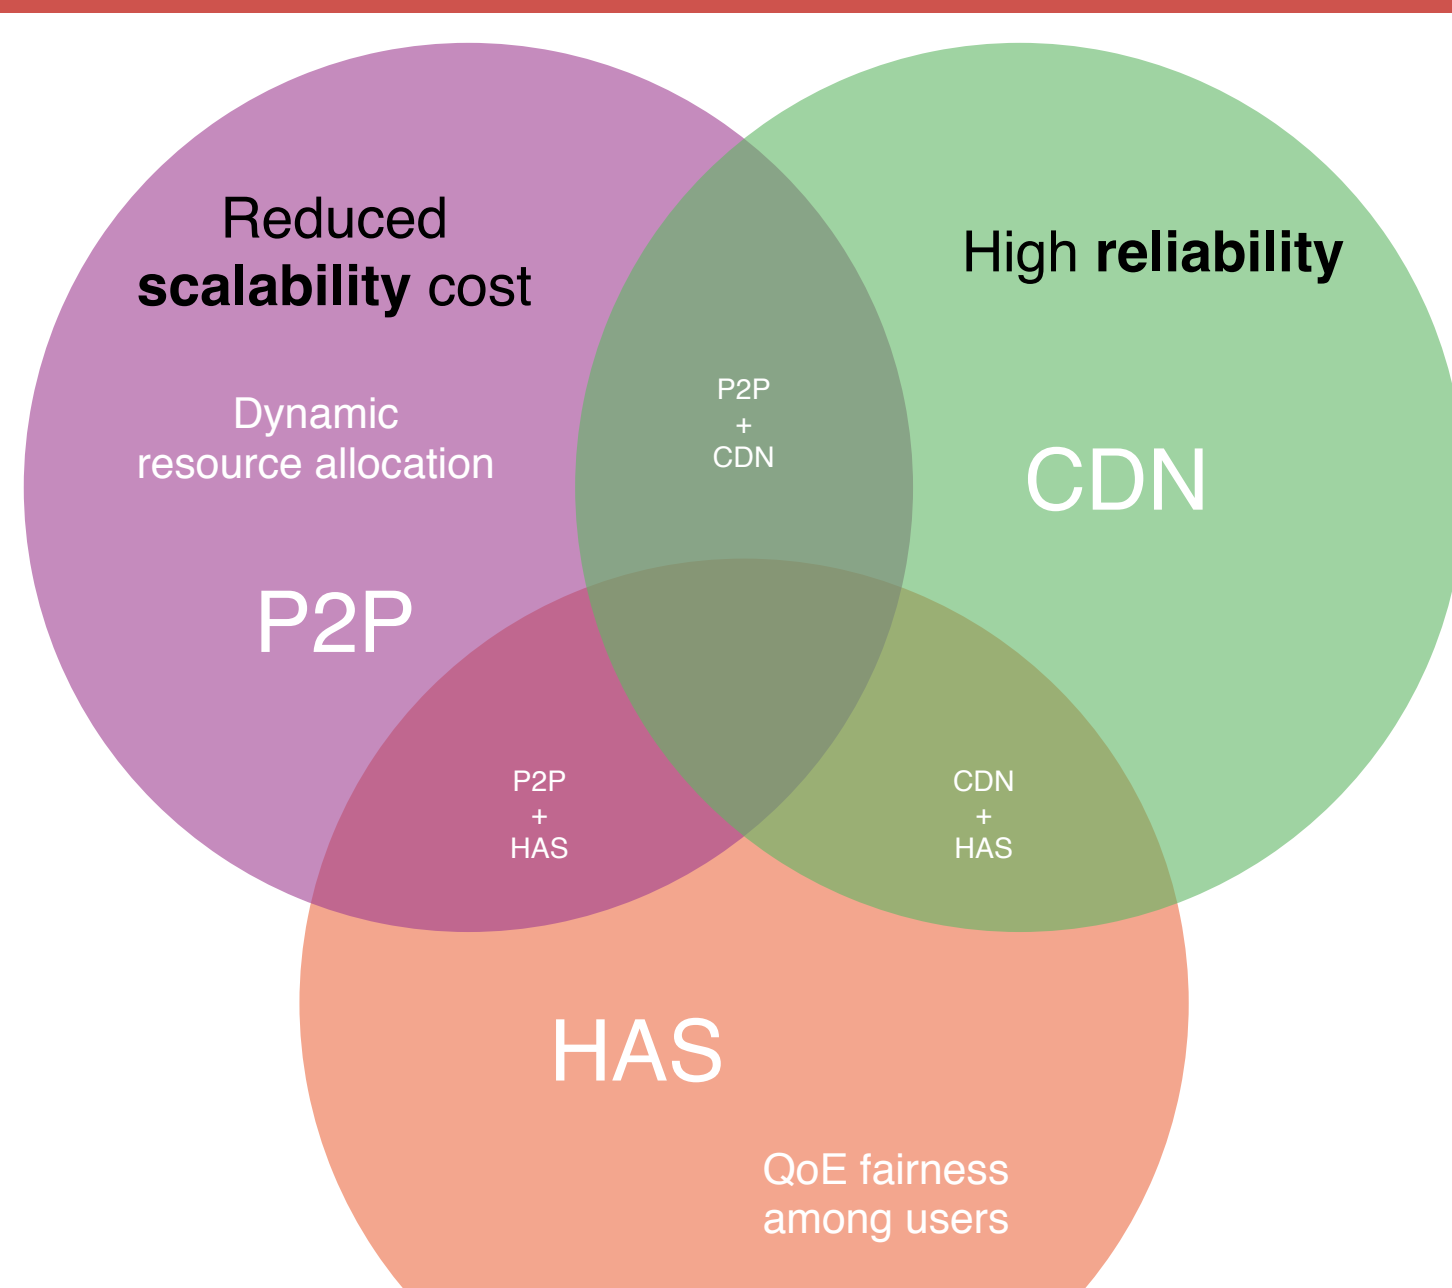 Reduced
scalability cost
Dynamic
resource allocation
P2P
High reliability
CDN
P2P
+
CDN
P2P
+
HAS
CDN
+
HAS
HAS
QoE fairness
among users